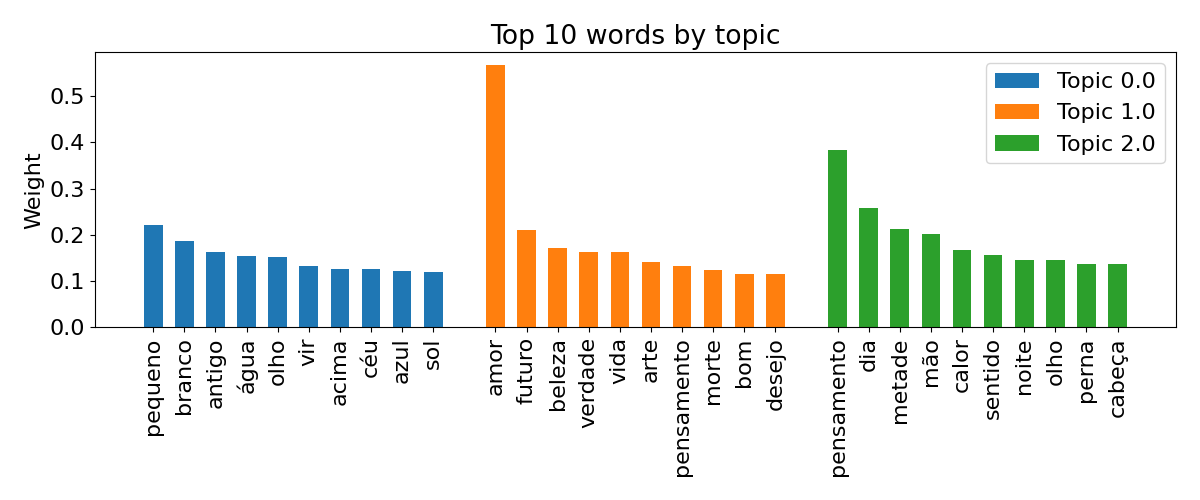 Top 10 words by topic
Weight
0.5
0.4
0.3
0.2
0.1
0.0
Topic 0.0
Topic 1.0
Topic 2.0
pequeno
branco
antigo
água
olho
vir
acima
céu
azul
sol
amor
futuro
beleza
verdade
vida
arte
pensamento
morte
bom
desejo
pensamento
dia
metade
mão
calor
sentido
noite
olho
perna
cabeça